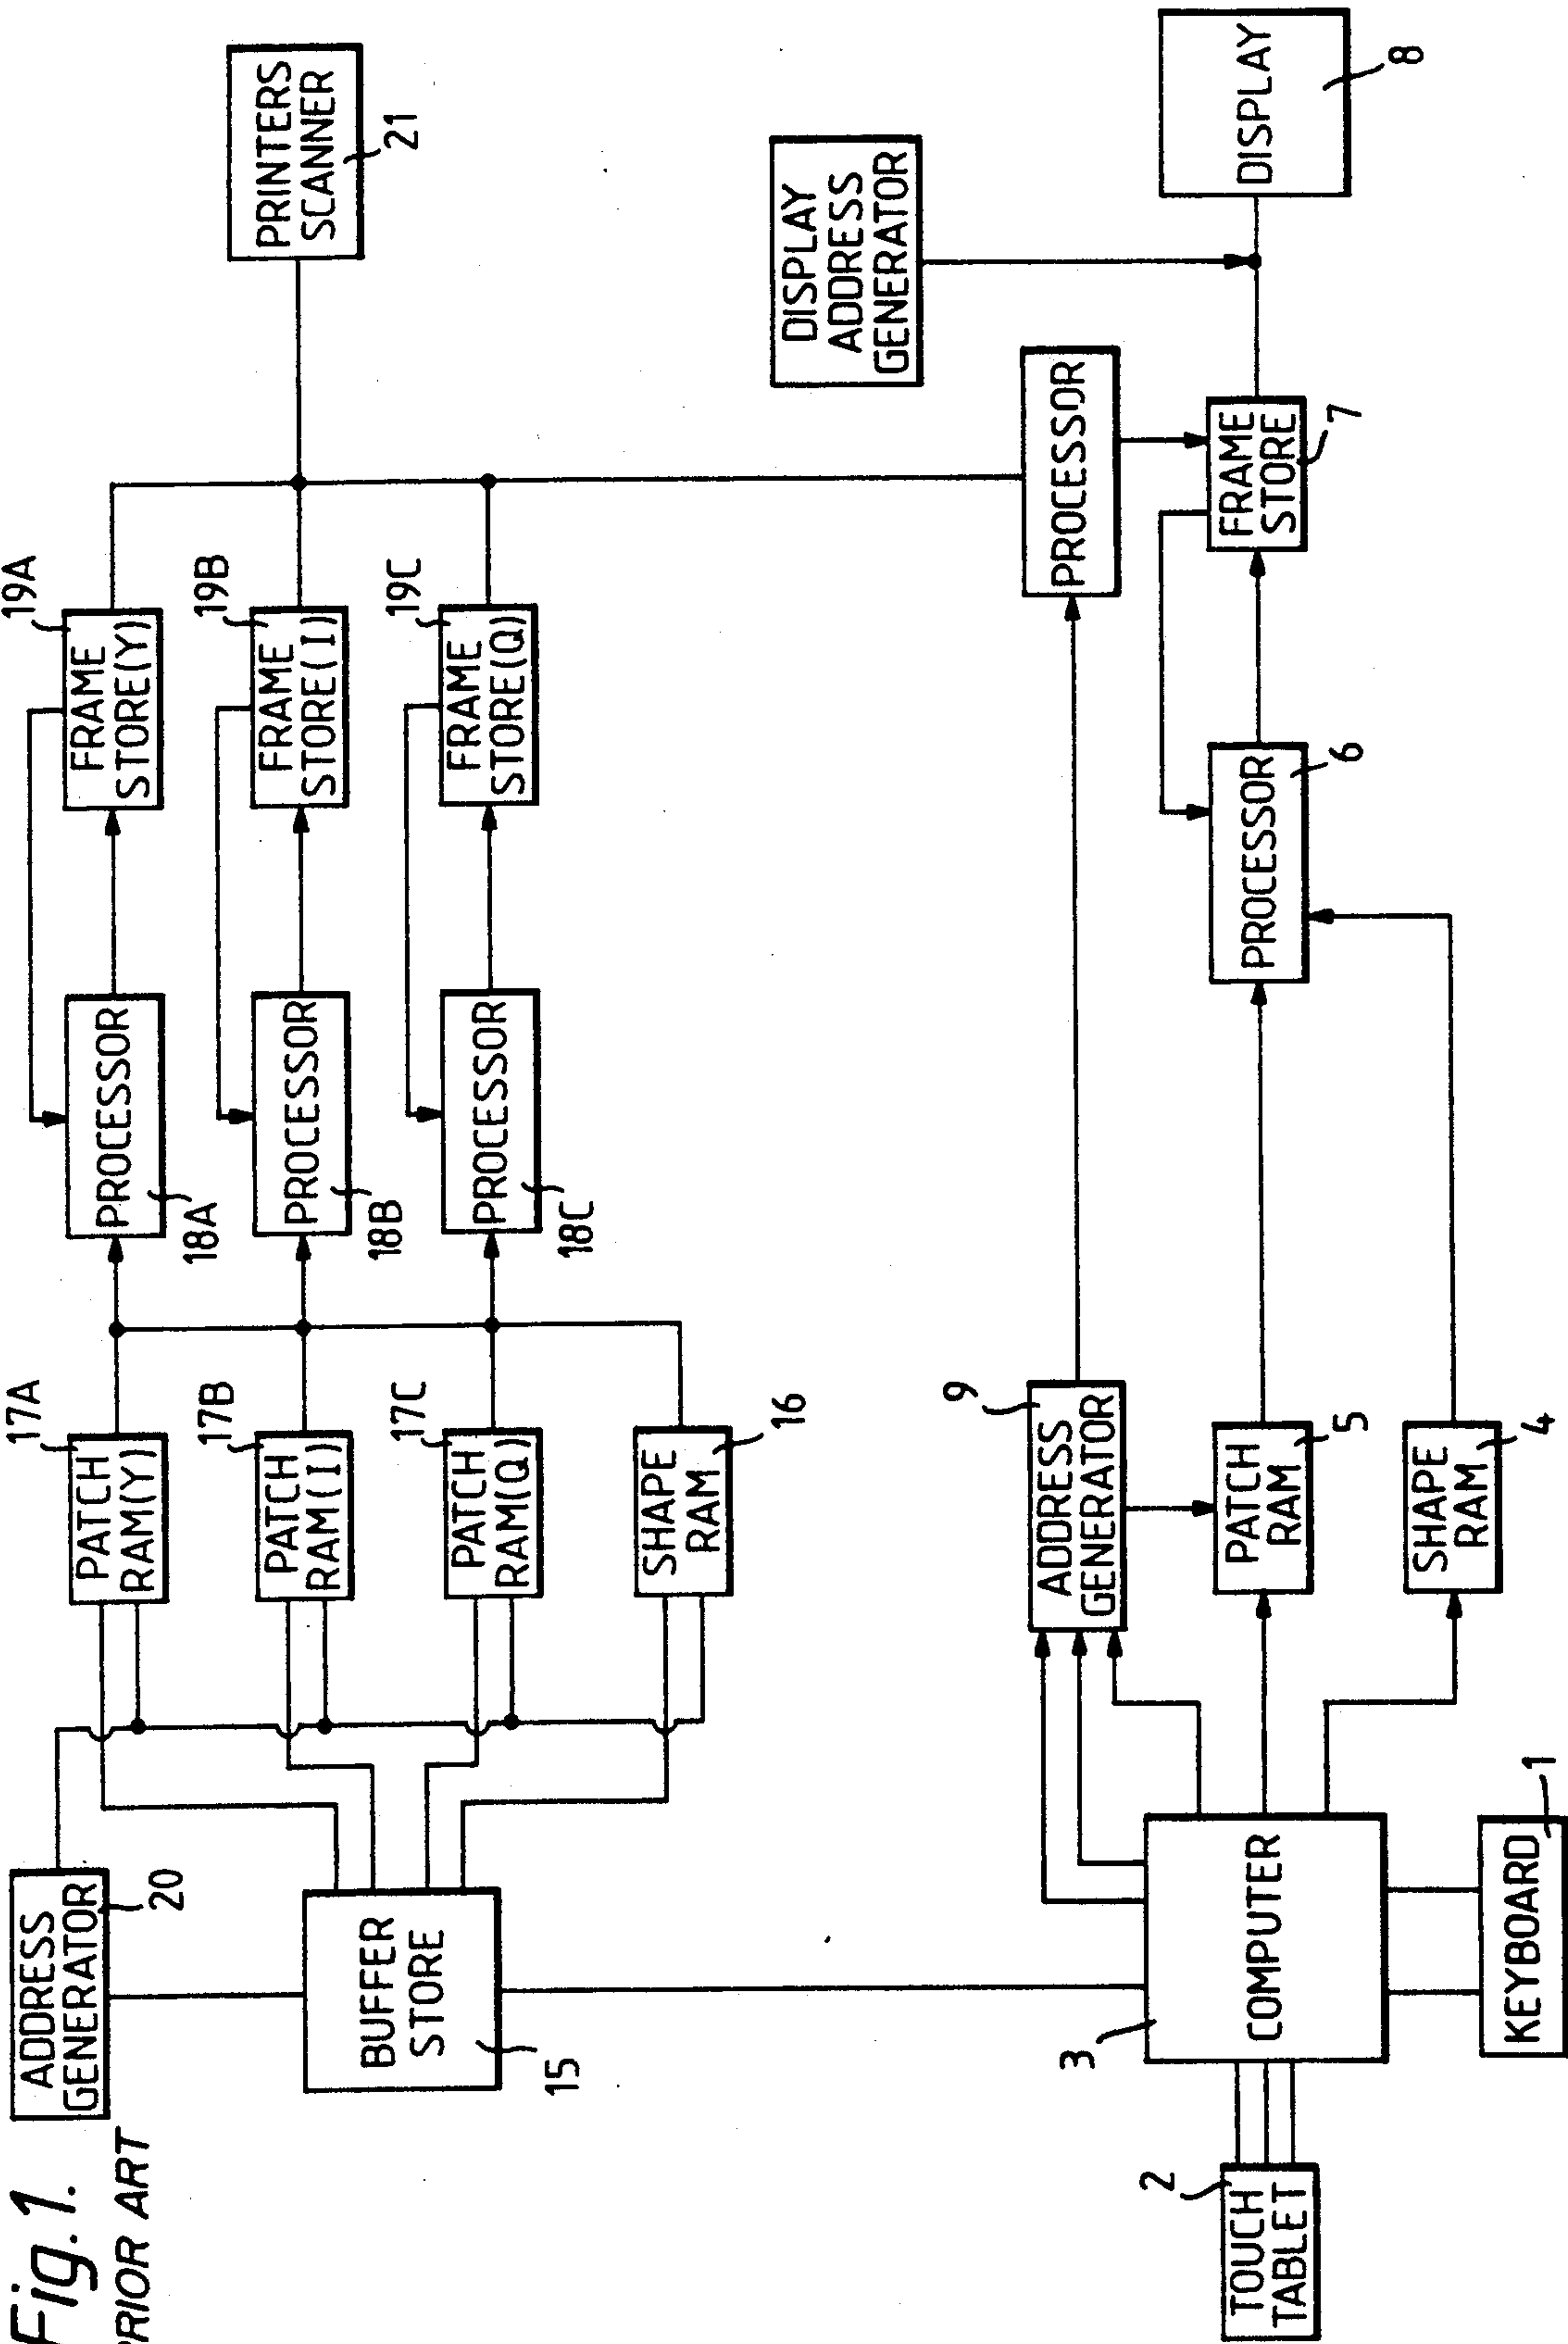 Fig. 1.
PRIOR ART
ADDRESS
GENERATOR
20
BUFFER
STORE
15
17A
PATCH
RAM(Y)
17B
PATCH
RAM(I)
17C
PATCH
RAM(Q)
SHAPE
RAM
16
PROCESSOR
18A
PROCESSOR
18B
PROCESSOR
18C
19A
FRAME
STORE(Y)
19B
FRAME
STORE(I)
19C
FRAME
STORE(Q)
PRINTERS
SCANNER
21
DISPLAY
ADDRESS
GENERATOR
2
TOUCH
TABLET
3
COMPUTER
KEYBOARD
1
9
ADDRESS
GENERATOR
PATCH
RAM
5
SHAPE
RAM
4
PROCESSOR
6
PROCESSOR
FRAME
STORE
7
DISPLAY
8